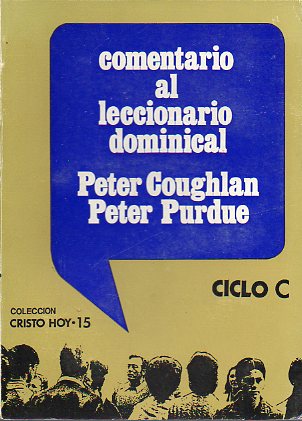 comentario
al
leccionario
dominical
Peter Coughlan
Peter Purdue
CICLO C
COLECCION
CRISTO HOY·15